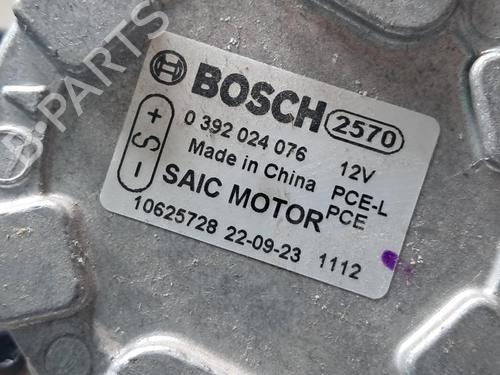 BOSCH 2570
+ S -
0 392 024 076 12V
Made in China PCE-L
SAIC MOTOR PCE
10625728 22-09-23 1112
B-PARTS